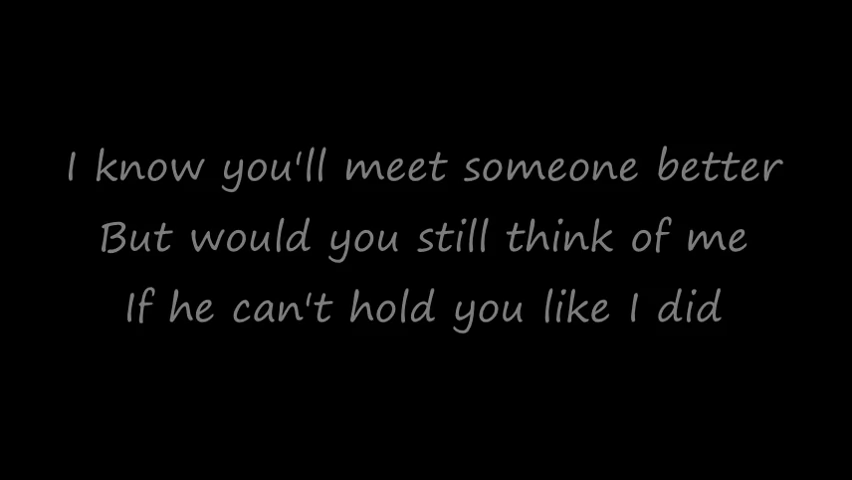 I know you'll meet someone better
But would you still think of me
If he can't hold you like I did